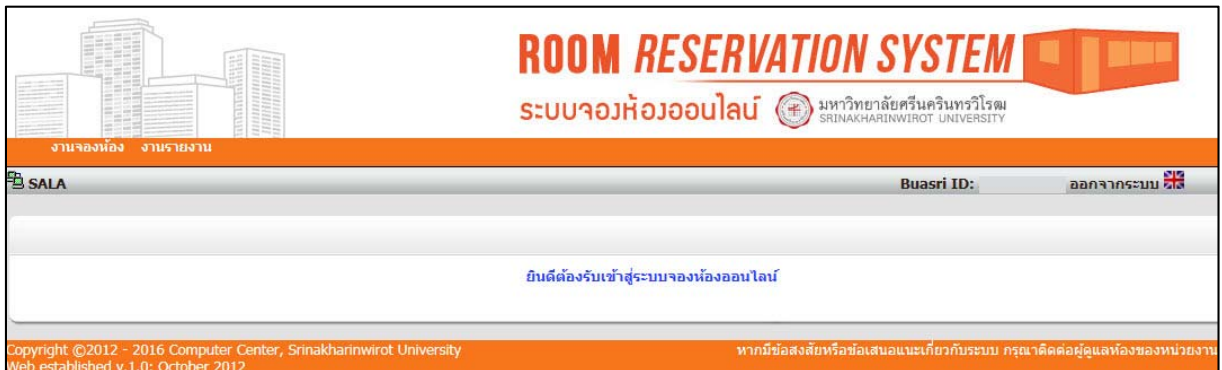 ROOM RESERVATION SYSTEM
ระบบจองห้องออนไลน์ มหาวิทยาลัยศรีนครินทรวิโรฒ
SRINAKHARINWIROT UNIVERSITY
งานจองห้อง งานรายงาน
SALA Buasri ID: ออกจากระบบ
ยินดีต้องรับเข้าสู่ระบบจองห้องออนไลน์
Copyright ©2012 - 2016 Computer Center, Srinakharinwirot University หากมีข้อสงสัยหรือข้อเสนอแนะเกี่ยวกับระบบ กรุณาติดต่อผู้ดูแลห้องของหน่วยงาน
Web established v.1.0: October 2012